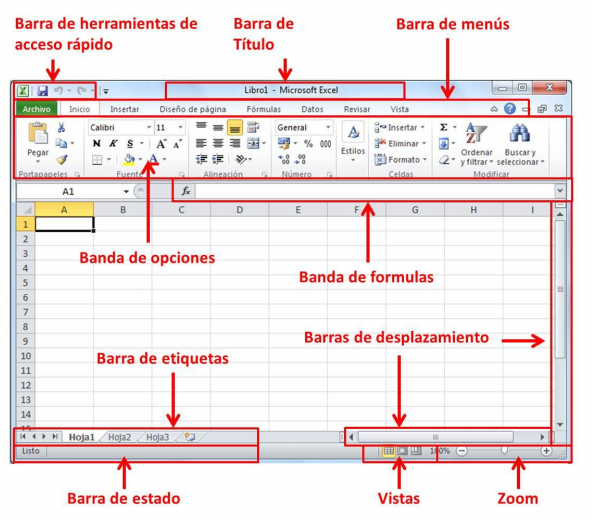 Barra de herramientas de
acceso rápido
Barra de
Título
Barra de menús
Libro1 - Microsoft Excel
Archivo Inicio Insertar Diseño de página Fórmulas Datos Revisar Vista
Calibri 11 General Insertar Σ
Pegar N K S A A % 000 Estilos Eliminar Ordenar Buscar y
A Formato y filtrar seleccionar
Portapapeles Fuente Alineación Número Celdas Modificar
A1 fx
A B C D E F G H I
1
2
3
Banda de opciones
4
5
Banda de formulas
6
7
8
Barras de desplazamiento
9
10
Barra de etiquetas
11
12
13
14
15
Hoja1 Hoja2 Hoja3
Listo 100%
Barra de estado
Vistas
Zoom